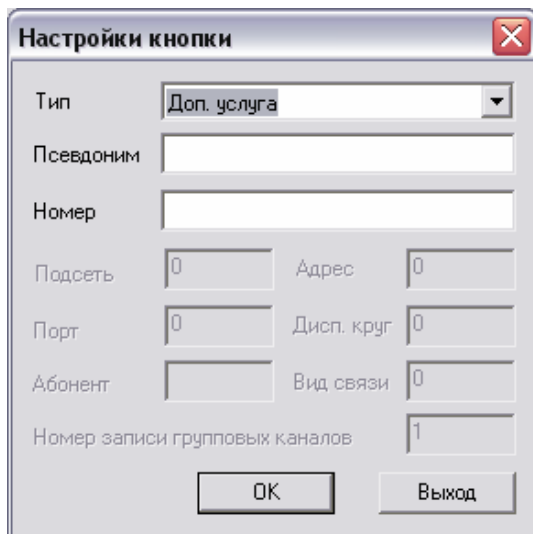 Настройки кнопки
Тип Доп. услуга
Псевдоним
Номер
Подсеть 0 Адрес 0
Порт 0 Дисп. круг 0
Абонент Вид связи 0
Номер записи групповых каналов 1
OK Выход